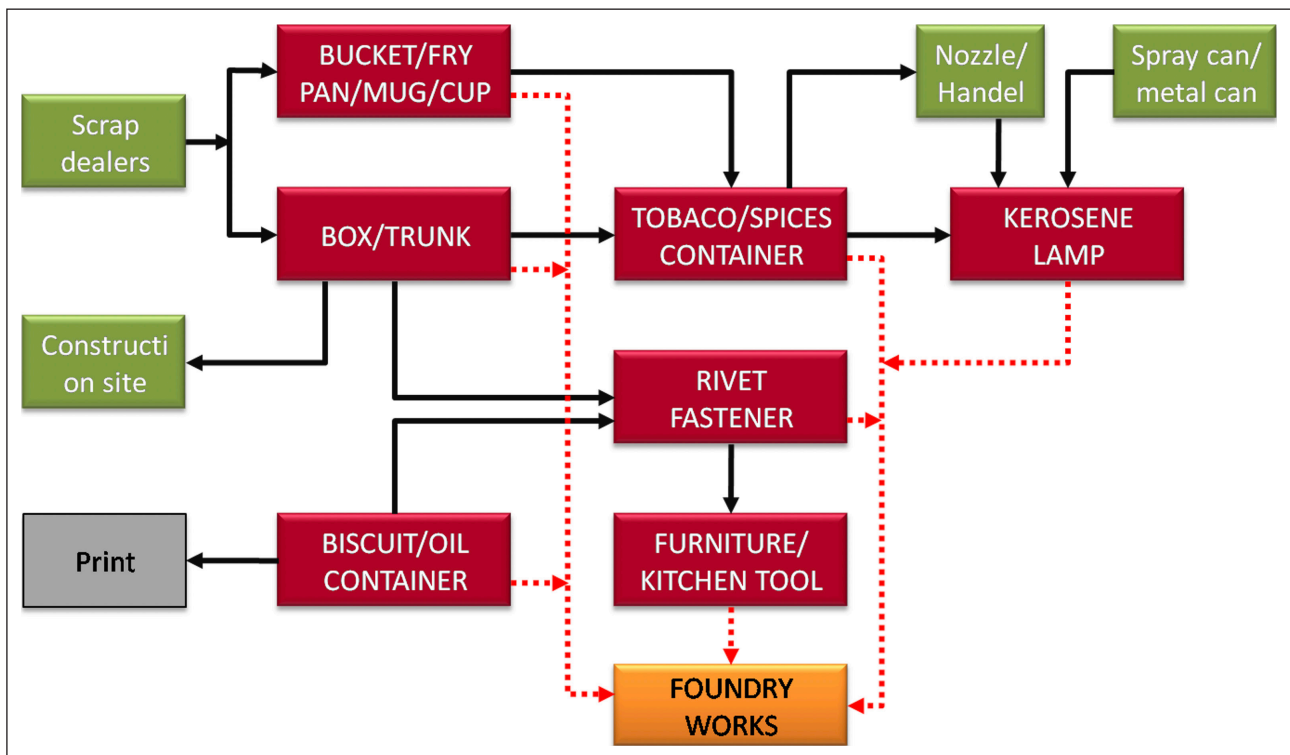 BUCKET/FRY
PAN/MUG/CUP
Nozzle/
Handel
Spray can/
metal can
Scrap
dealers
BOX/TRUNK
TOBACO/SPICES
CONTAINER
KEROSENE
LAMP
Constructi
on site
RIVET
FASTENER
Print
BISCUIT/OIL
CONTAINER
FURNITURE/
KITCHEN TOOL
FOUNDRY
WORKS